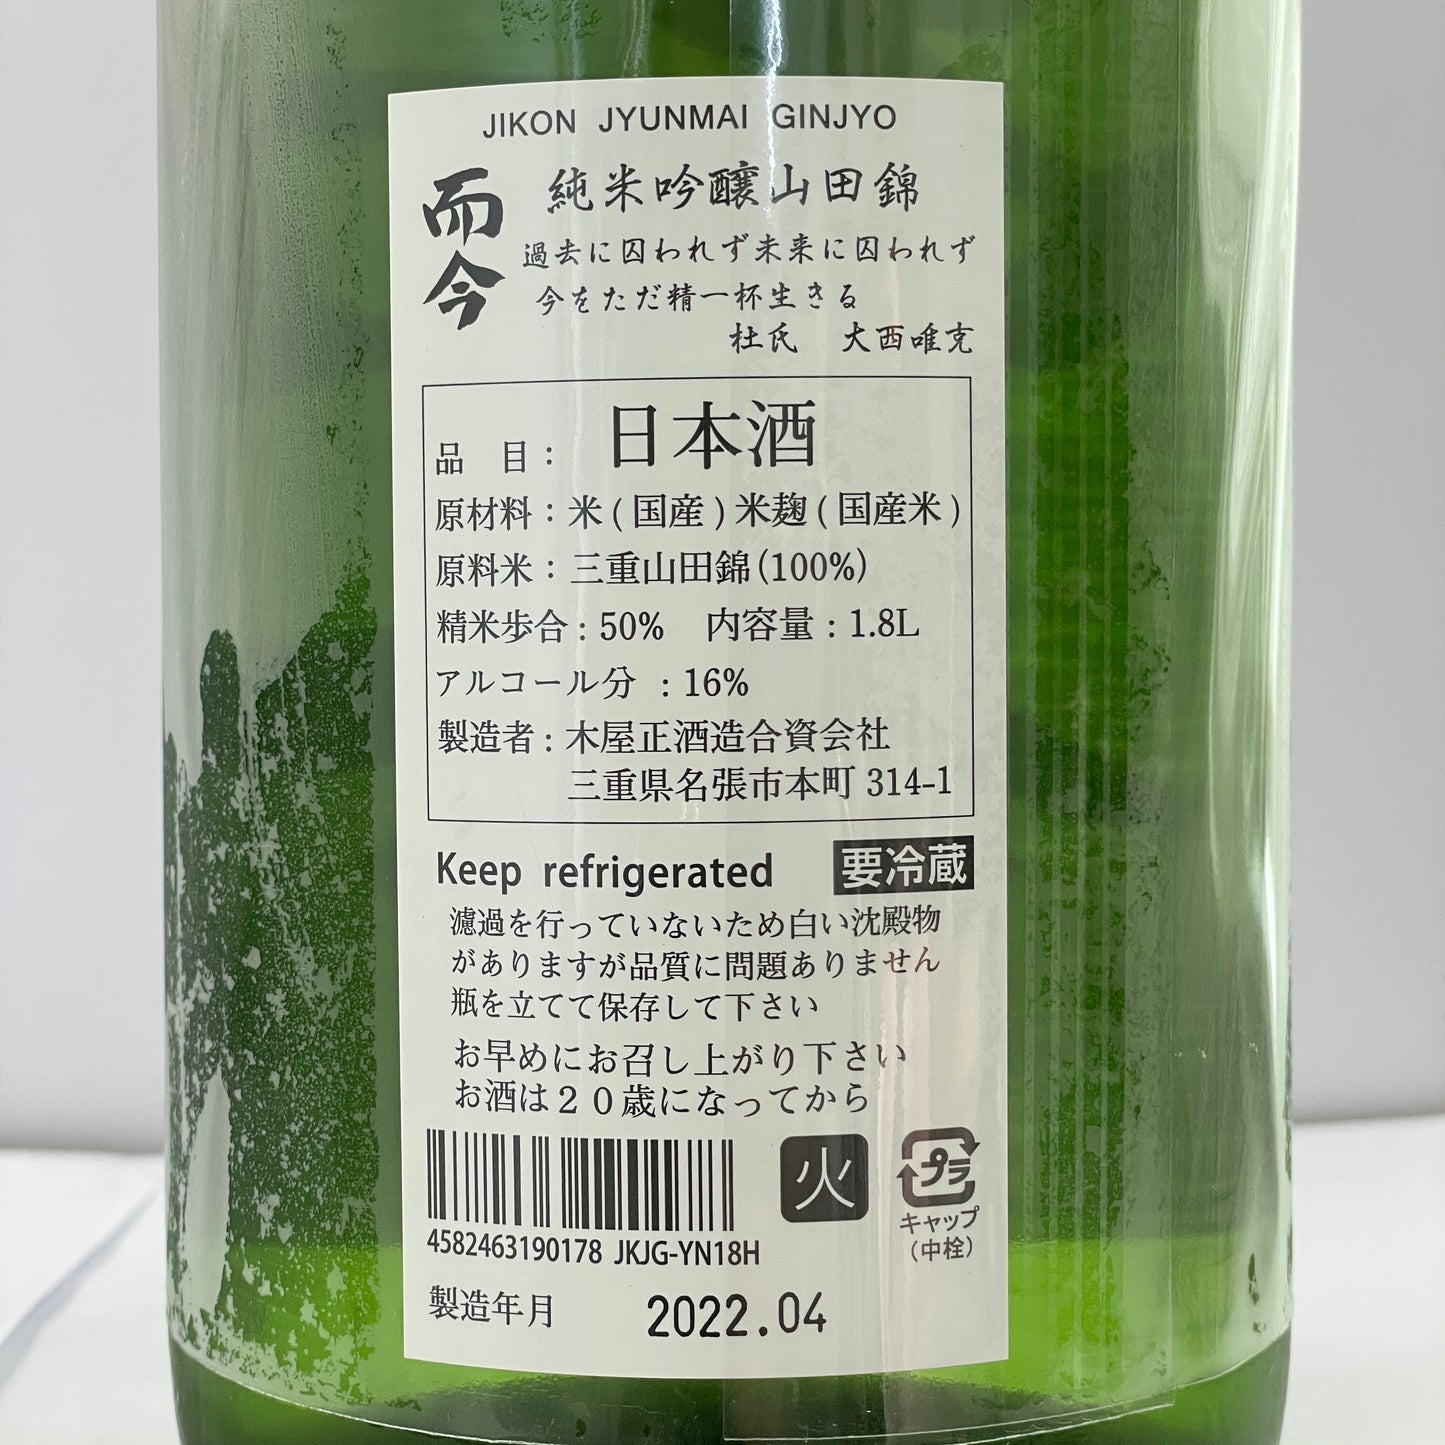 JIKON JYUNMAI GINJYO
而今
純米吟醸山田錦
過去に囚われず未来に囚われず
今をただ精一杯生きる
杜氏 大西唯克
品 目： 日本酒
原材料：米(国産)米麹(国産米)
原料米：三重山田錦(100%)
精米歩合：50% 内容量：1.8L
アルコール分：16%
製造者：木屋正酒造合資会社
三重県名張市本町 314-1
Keep refrigerated 要冷蔵
濾過を行っていないため白い沈殿物
がありますが品質に問題ありません
瓶を立てて保存して下さい
お早めにお召し上がり下さい
お酒は２０歳になってから
火
プラ
キャップ
(中栓)
4582463190178 JKJG-YN18H
製造年月 2022.04